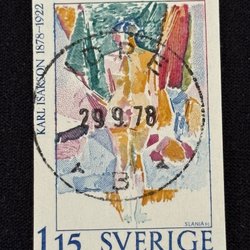 KARL ISAKSON 1878-1922
29.9.78
SLANIA SC
1.15 SVERIGE